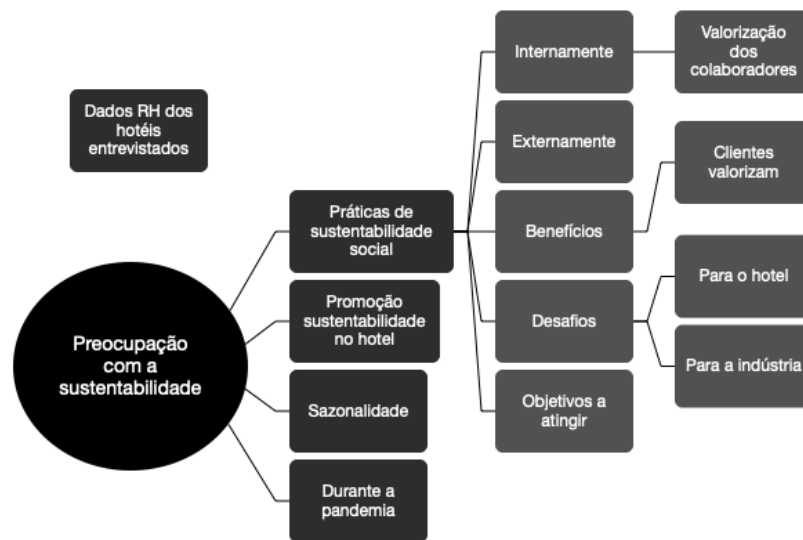 Dados RH dos
hotéis
entrevistados
Preocupação
com a
sustentabilidade
Práticas de
sustentabilidade
social
Promoção
sustentabilidade
no hotel
Sazonalidade
Durante a
pandemia
Internamente
Externamente
Benefícios
Desafios
Objetivos a
atingir
Valorização
dos
colaboradores
Clientes
valorizam
Para o hotel
Para a indústria